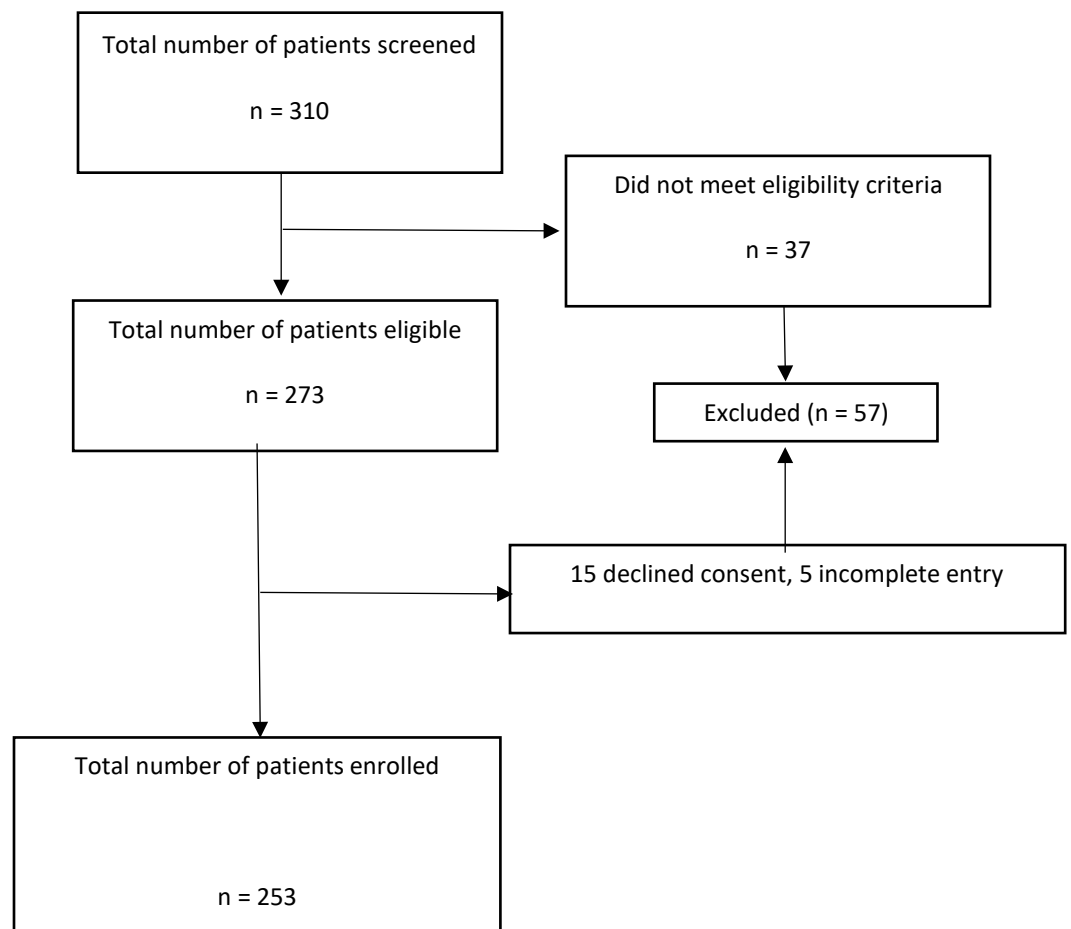 Total number of patients screened
n = 310
Did not meet eligibility criteria
n = 37
Total number of patients eligible
n = 273
Excluded (n = 57)
15 declined consent, 5 incomplete entry
Total number of patients enrolled
n = 253